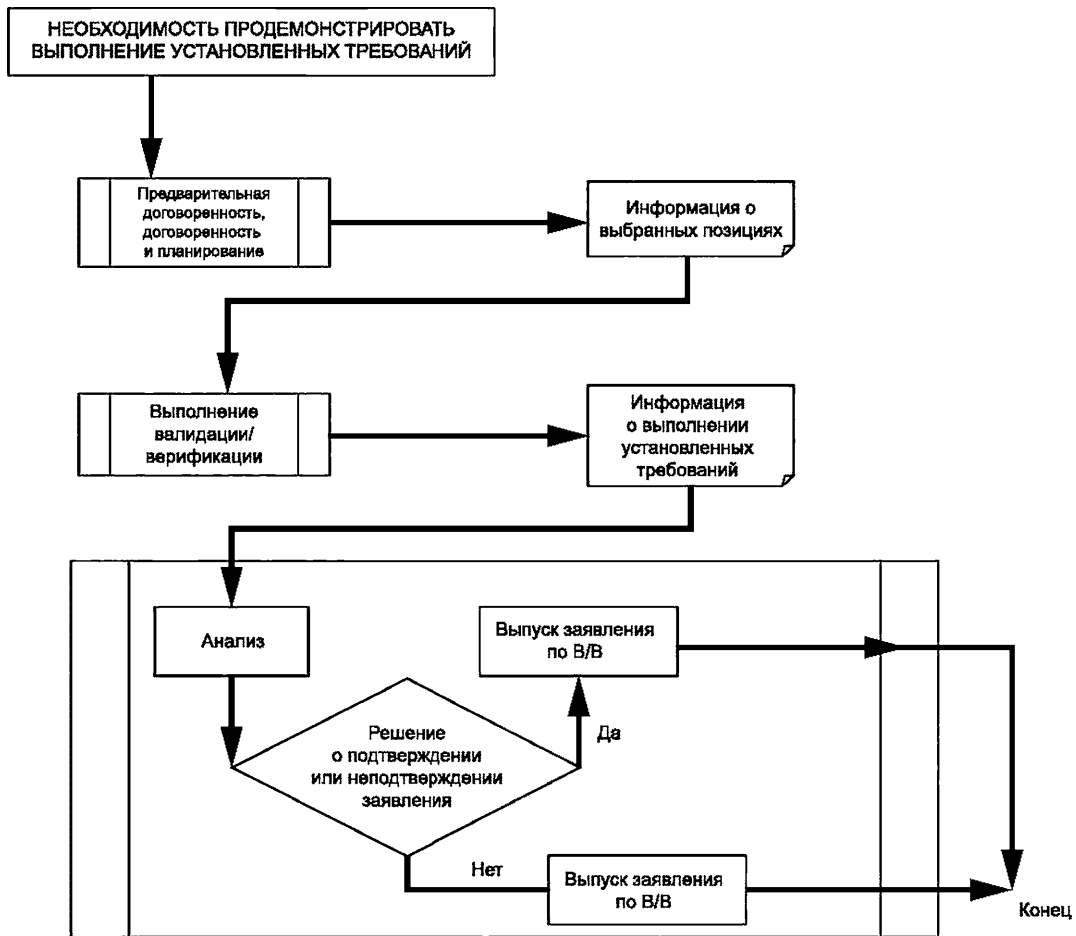 НЕОБХОДИМОСТЬ ПРОДЕМОНСТРИРОВАТЬ
ВЫПОЛНЕНИЕ УСТАНОВЛЕННЫХ ТРЕБОВАНИЙ
Предварительная
договоренность,
договоренность
и планирование
Информация о
выбранных позициях
Выполнение
валидации/
верификации
Информация
о выполнении
установленных
требований
Анализ
Выпуск заявления
по В/В
Решение
о подтверждении
или неподтверждении
заявления
Да
Нет
Выпуск заявления
по В/В
Конец